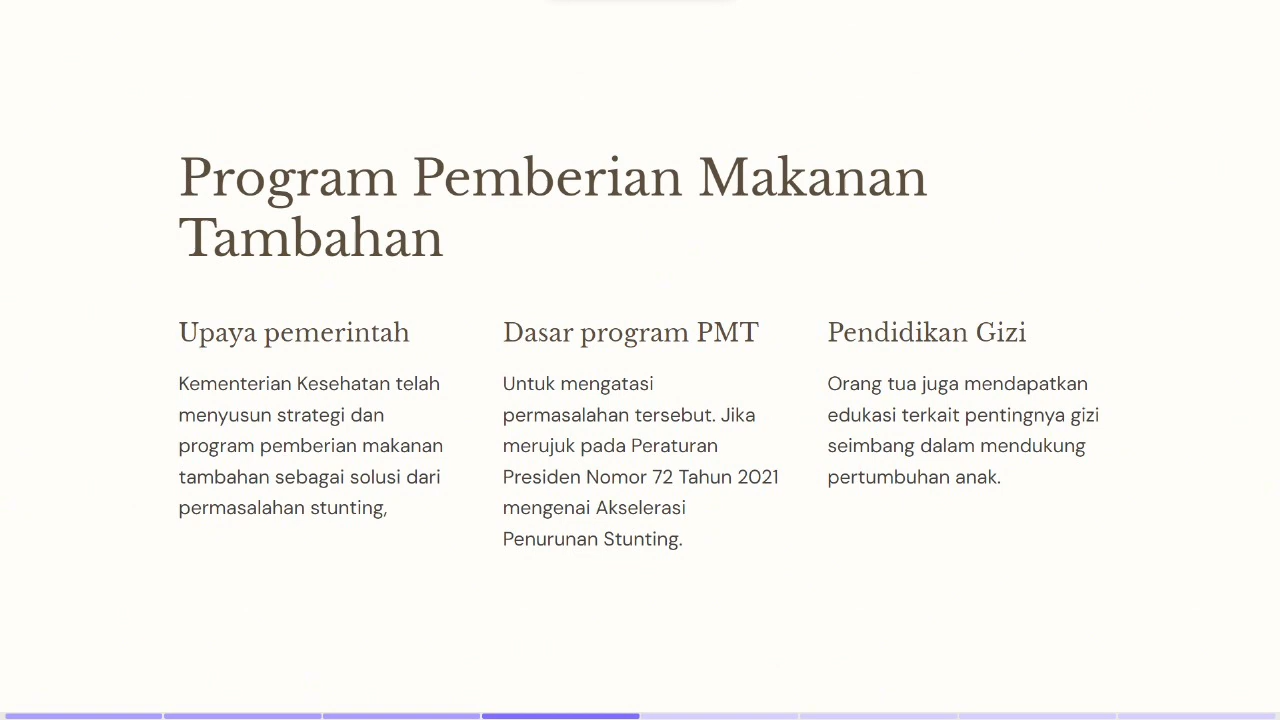 Program Pemberian Makanan
Tambahan
Upaya pemerintah
Kementerian Kesehatan telah
menyusun strategi dan
program pemberian makanan
tambahan sebagai solusi dari
permasalahan stunting,
Dasar program PMT
Untuk mengatasi
permasalahan tersebut. Jika
merujuk pada Peraturan
Presiden Nomor 72 Tahun 2021
mengenai Akselerasi
Penurunan Stunting.
Pendidikan Gizi
Orang tua juga mendapatkan
edukasi terkait pentingnya gizi
seimbang dalam mendukung
pertumbuhan anak.